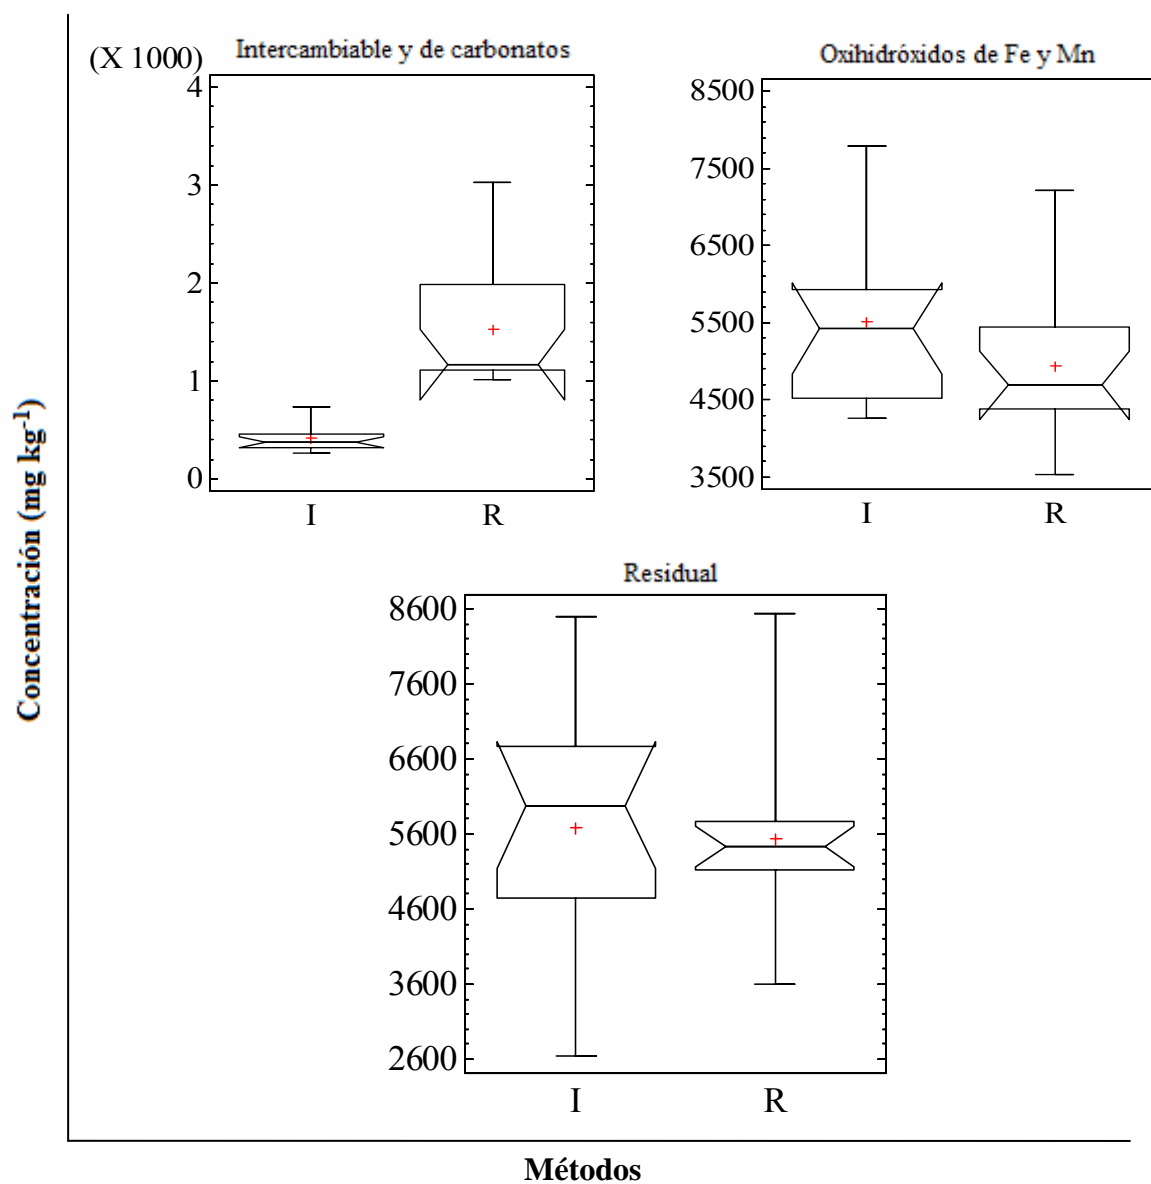 Concentración (mg kg-1)
(X 1000)
Intercambiable y de carbonatos
4
3
2
1
0
I R
Oxihidróxidos de Fe y Mn
8500
7500
6500
5500
4500
3500
I R
Residual
8600
7600
6600
5600
4600
3600
2600
I R
Métodos